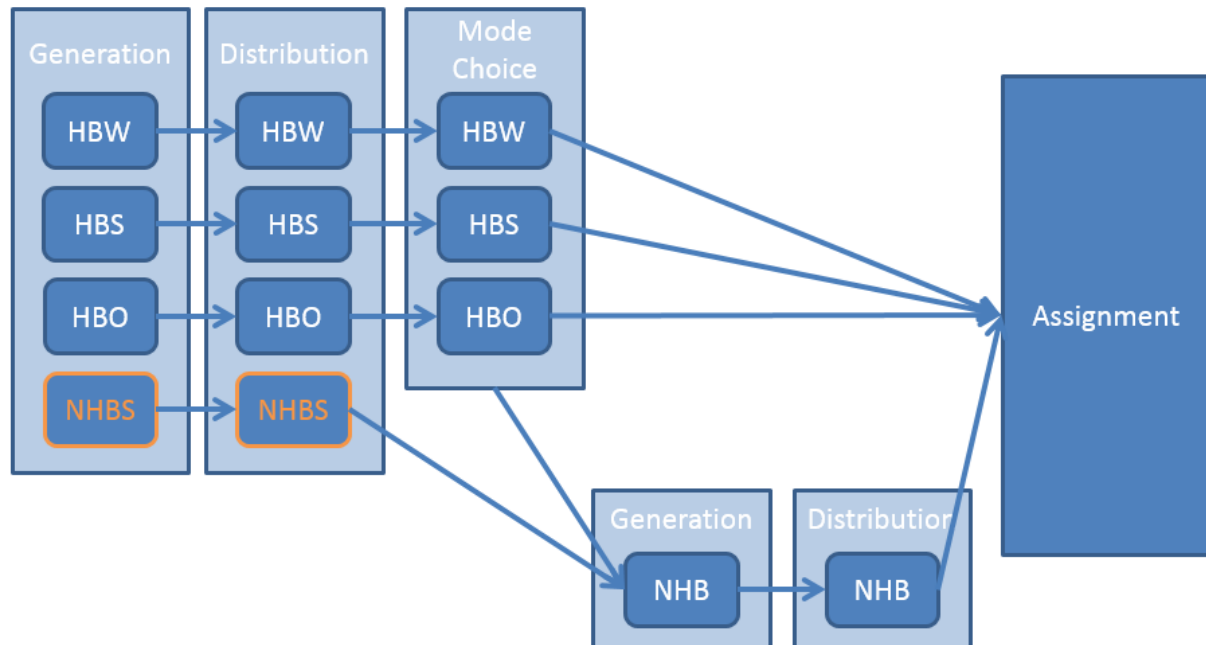 Generation
Distribution
Mode
Choice
HBW
HBW
HBW
HBS
HBS
HBS
HBO
HBO
HBO
Assignment
NHBS
NHBS
Generation
Distribution
NHB
NHB